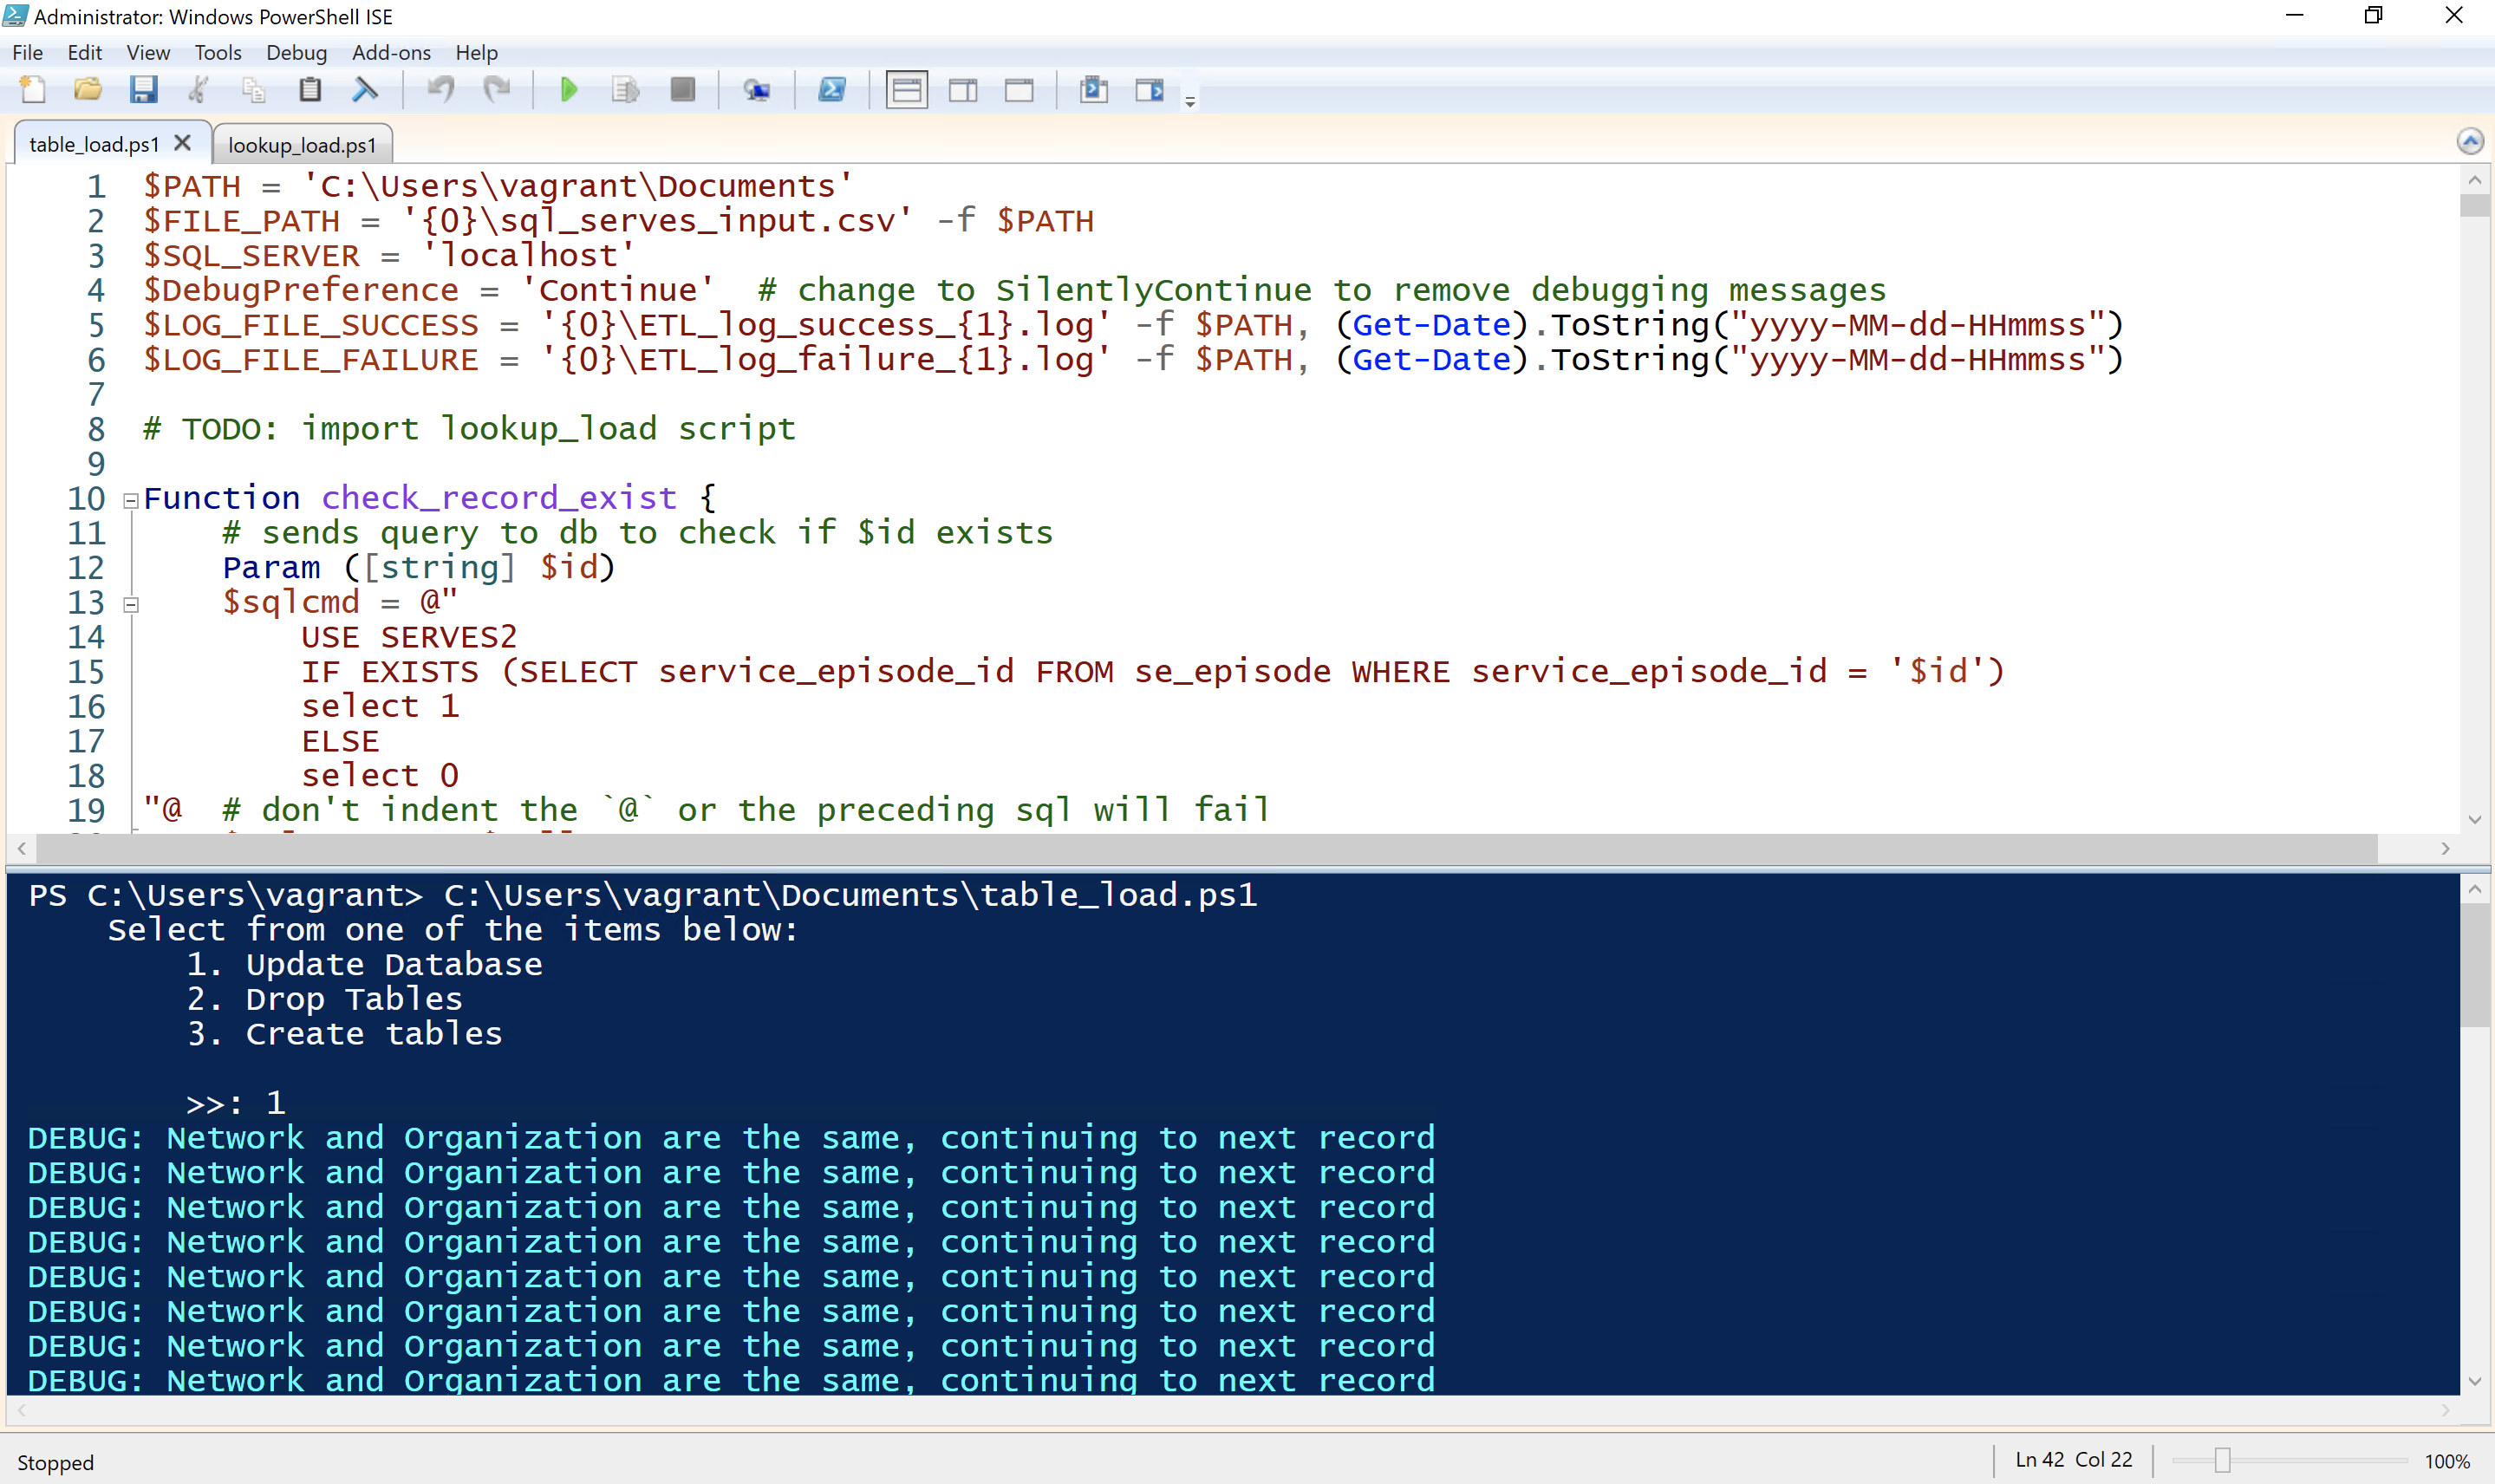 Administrator: Windows PowerShell ISE
File Edit View Tools Debug Add-ons Help
table_load.ps1 lookup_load.ps1
1 $PATH = 'C:\Users\vagrant\Documents'
2 $FILE_PATH = '{0}\sql_serves_input.csv' -f $PATH
3 $SQL_SERVER = 'localhost'
4 $DebugPreference = 'Continue'  # change to SilentlyContinue to remove debugging messages
5 $LOG_FILE_SUCCESS = '{0}\ETL_log_success_{1}.log' -f $PATH, (Get-Date).ToString("yyyy-MM-dd-HHmmss")
6 $LOG_FILE_FAILURE = '{0}\ETL_log_failure_{1}.log' -f $PATH, (Get-Date).ToString("yyyy-MM-dd-HHmmss")
7
8 # TODO: import lookup_load script
9
10 Function check_record_exist {
11     # sends query to db to check if $id exists
12     Param ([string] $id)
13     $sqlcmd = @"
14         USE SERVES2
15         IF EXISTS (SELECT service_episode_id FROM se_episode WHERE service_episode_id = '$id')
16         select 1
17         ELSE
18         select 0
19 "@  # don't indent the `@` or the preceding sql will fail
PS C:\Users\vagrant> C:\Users\vagrant\Documents\table_load.ps1
Select from one of the items below:
1. Update Database
2. Drop Tables
3. Create tables
>>: 1
DEBUG: Network and Organization are the same, continuing to next record
DEBUG: Network and Organization are the same, continuing to next record
DEBUG: Network and Organization are the same, continuing to next record
DEBUG: Network and Organization are the same, continuing to next record
DEBUG: Network and Organization are the same, continuing to next record
DEBUG: Network and Organization are the same, continuing to next record
DEBUG: Network and Organization are the same, continuing to next record
DEBUG: Network and Organization are the same, continuing to next record
Stopped Ln 42 Col 22 100%